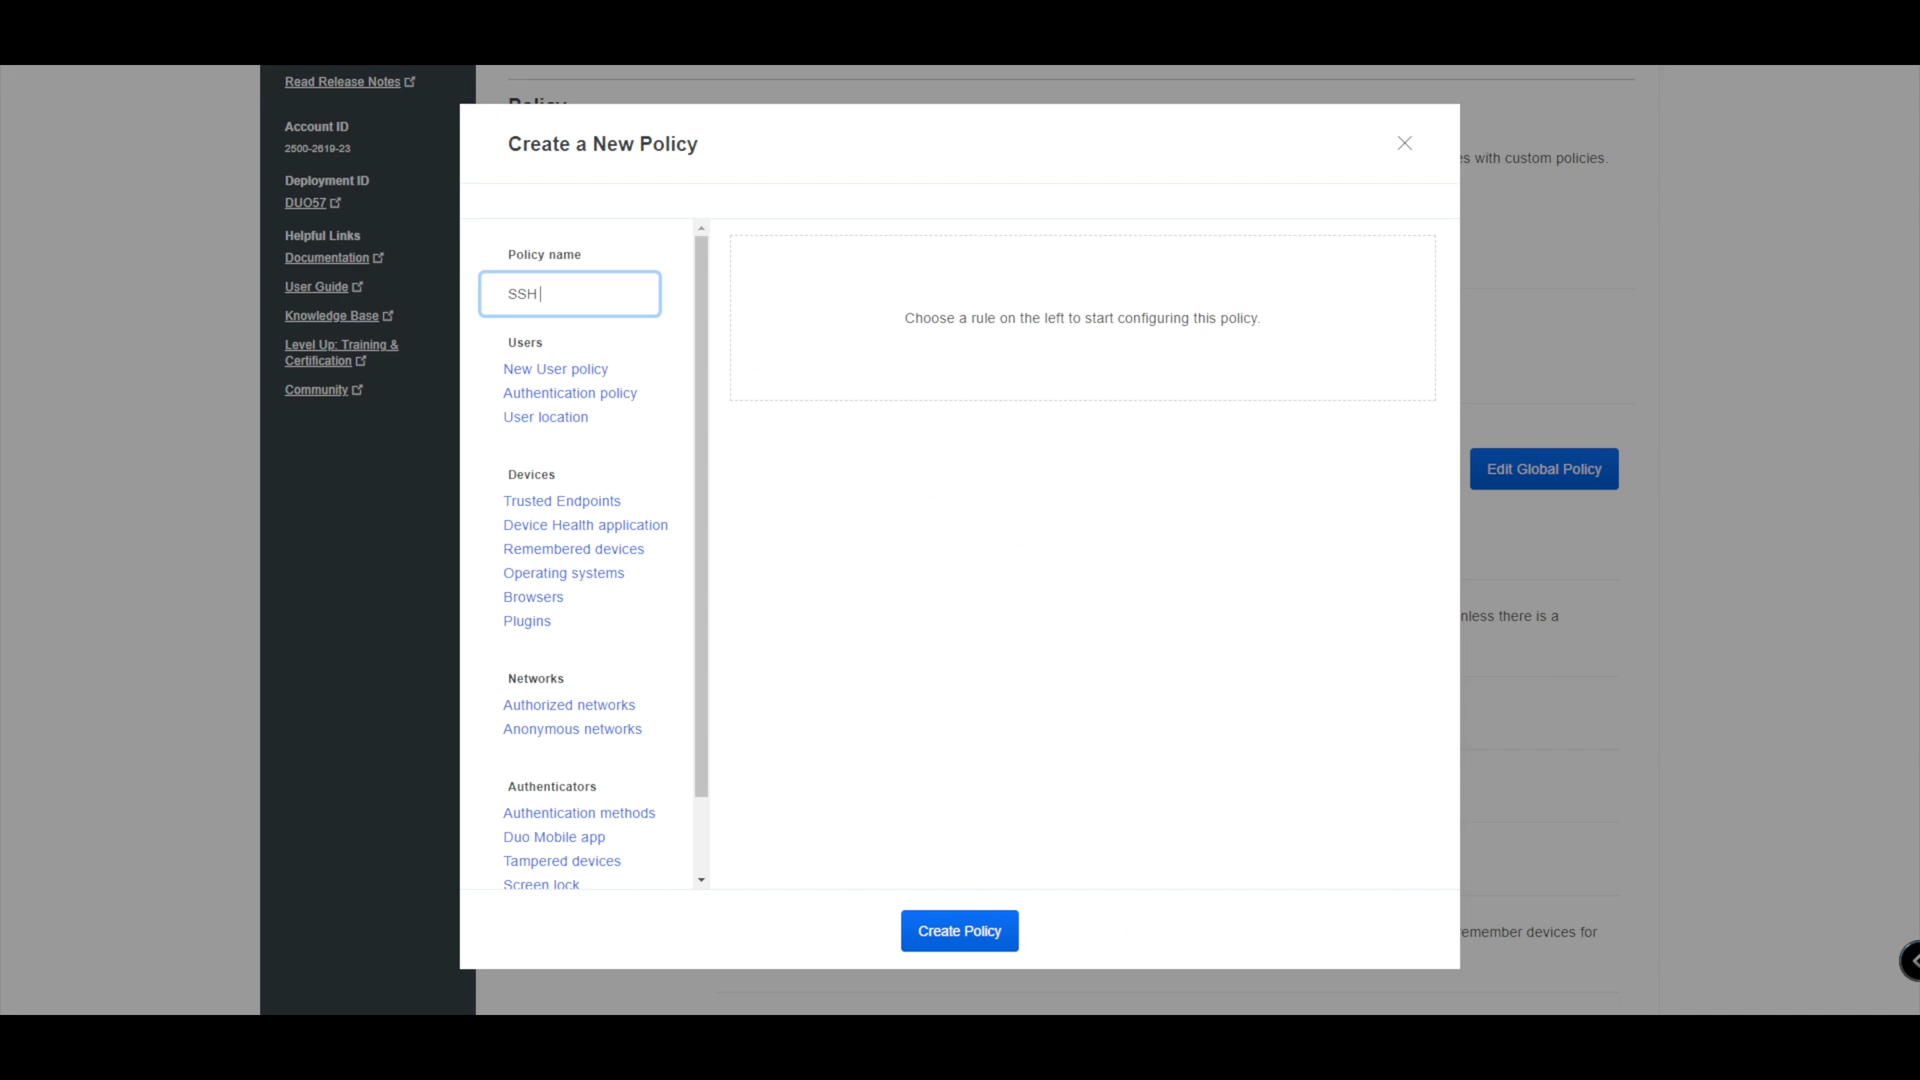 Read Release Notes
Account ID
2500-2619-23
Deployment ID
DUO57
Helpful Links
Documentation
User Guide
Knowledge Base
Level Up: Training &
Certification
Community
Policy
es with custom policies.
Edit Global Policy
nless there is a
emember devices for
Create a New Policy
Policy name
SSH
Users
New User policy
Authentication policy
User location
Devices
Trusted Endpoints
Device Health application
Remembered devices
Operating systems
Browsers
Plugins
Networks
Authorized networks
Anonymous networks
Authenticators
Authentication methods
Duo Mobile app
Tampered devices
Screen lock
Choose a rule on the left to start configuring this policy.
Create Policy